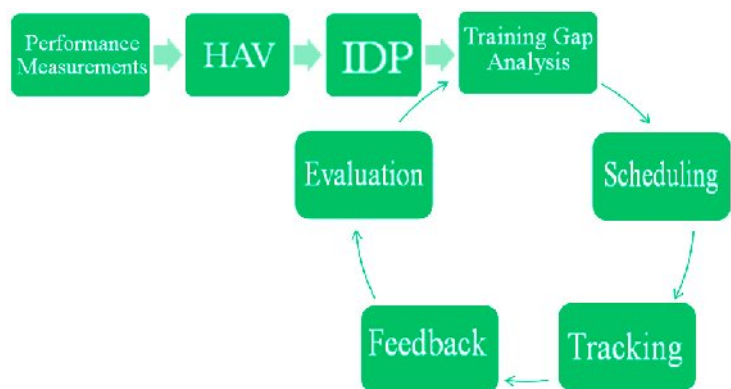 Performance
Measurements
HAV
IDP
Training Gap
Analysis
Scheduling
Tracking
Feedback
Evaluation